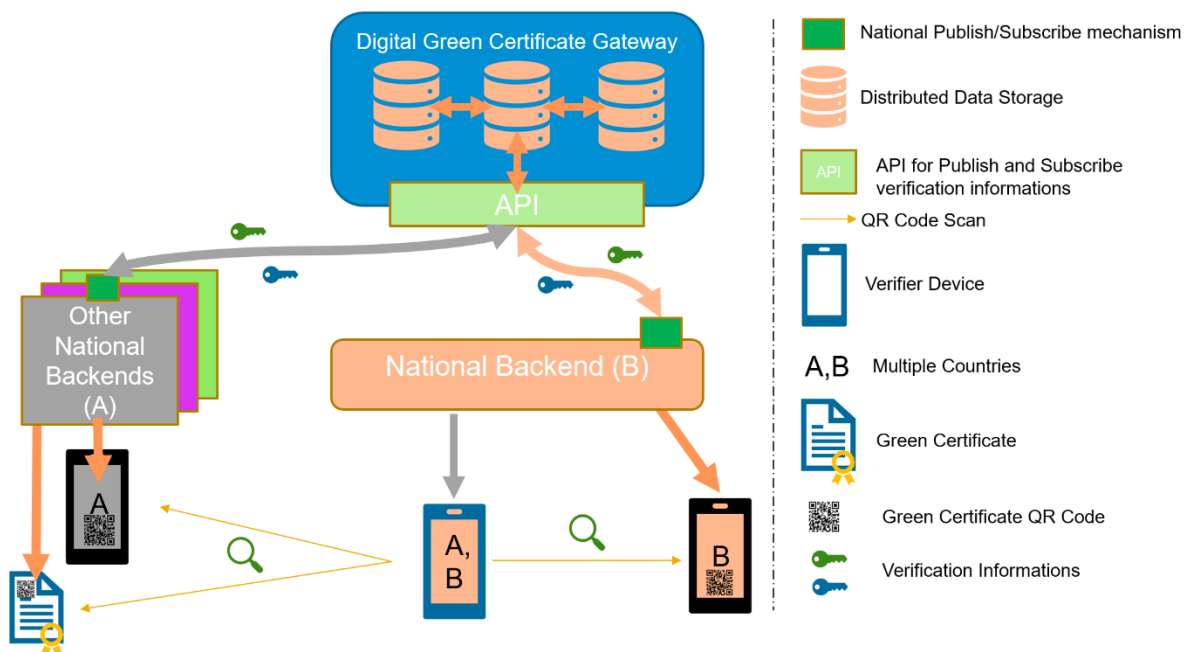 Digital Green Certificate Gateway
API
Other
National
Backends
(A)
National Backend (B)
A
A,
B
B
National Publish/Subscribe mechanism
Distributed Data Storage
API
API for Publish and Subscribe
verification informations
QR Code Scan
Verifier Device
A,B
Multiple Countries
Green Certificate
Green Certificate QR Code
Verification Informations